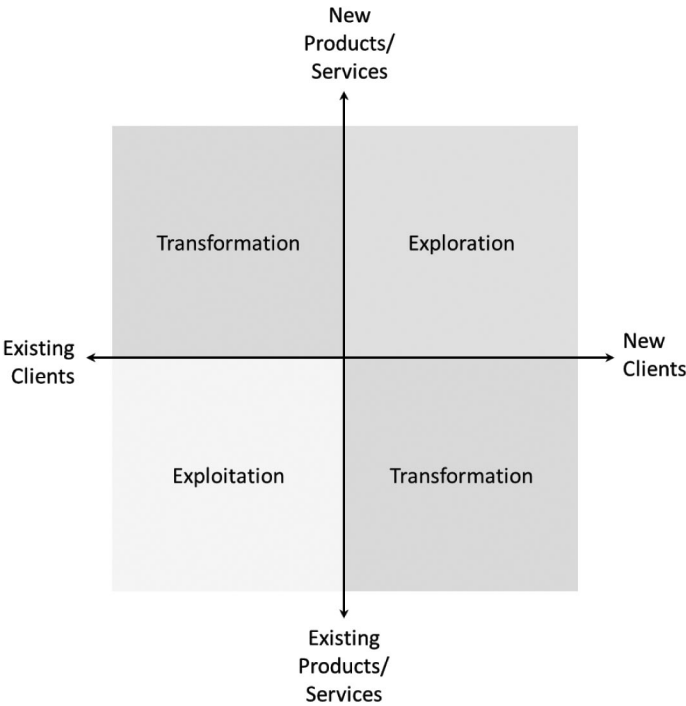 New
Products/
Services
Transformation
Exploration
Existing
Clients
New
Clients
Exploitation
Transformation
Existing
Products/
Services